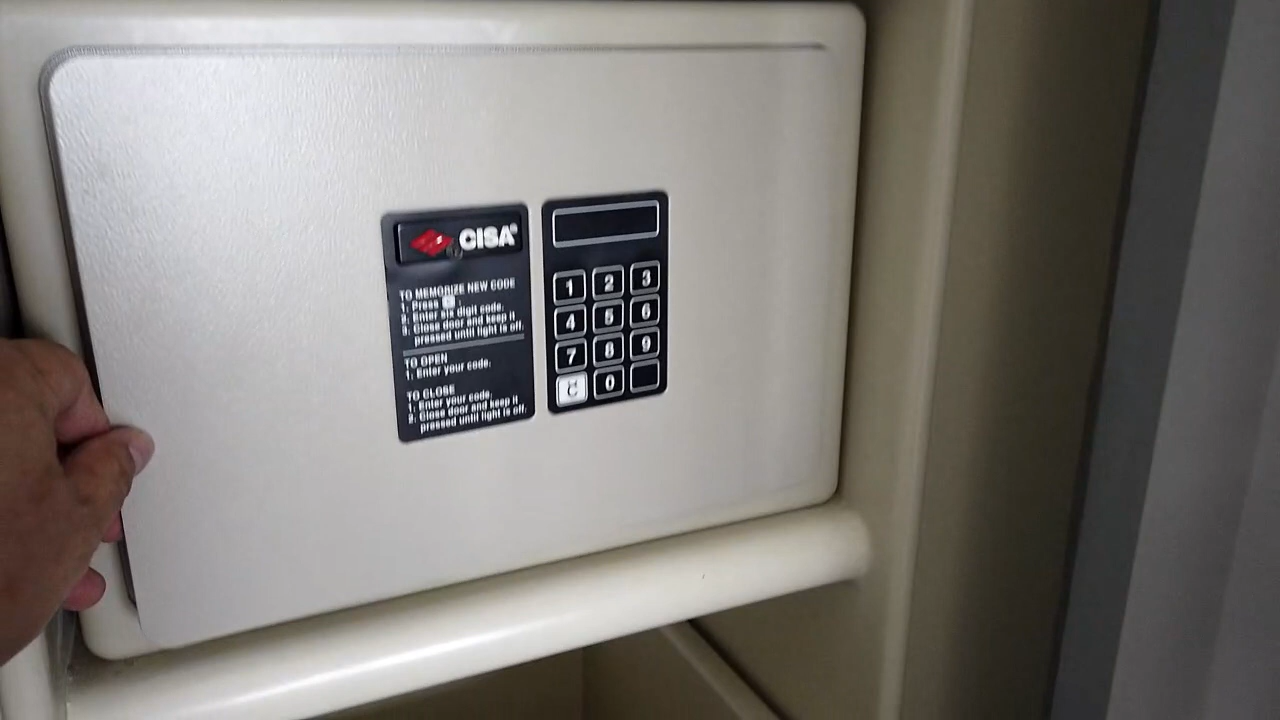 CISA®
TO MEMORIZE NEW CODE
1. Press C.
2. Enter six digit code.
3. Close door and keep it
pressed until light is off.
TO OPEN
1. Enter your code.
TO CLOSE
1. Enter your code.
2. Close door and keep it
pressed until light is off.
1 2 3
4 5 6
7 8 9
C 0